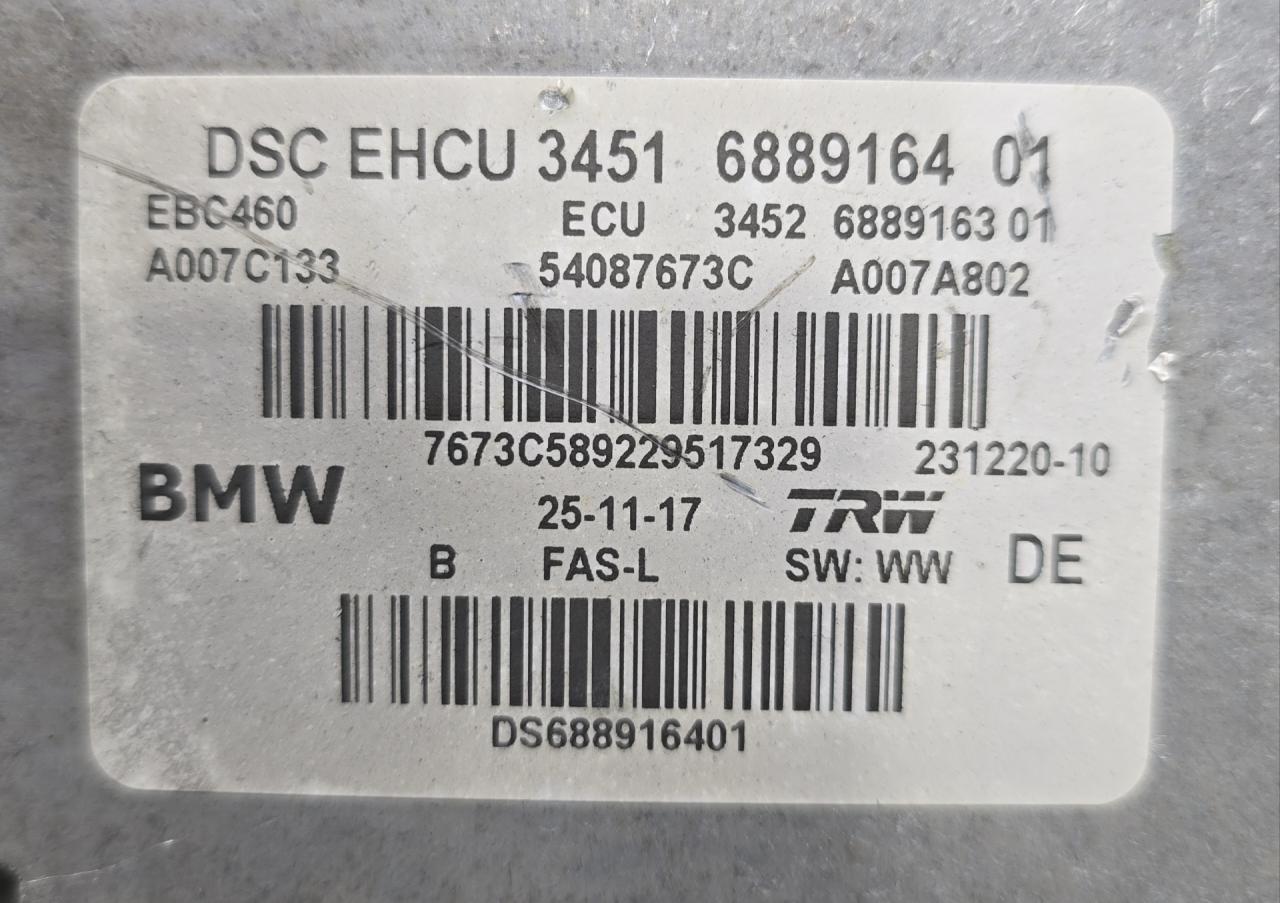 DSC EHCU 3451 6889164 01
EBC460 ECU 3452 6889163 01
A007C133 54087673C A007A802
7673C589229517329 231220-10
BMW 25-11-17 TRW
B FAS-L SW: WW DE
DS688916401